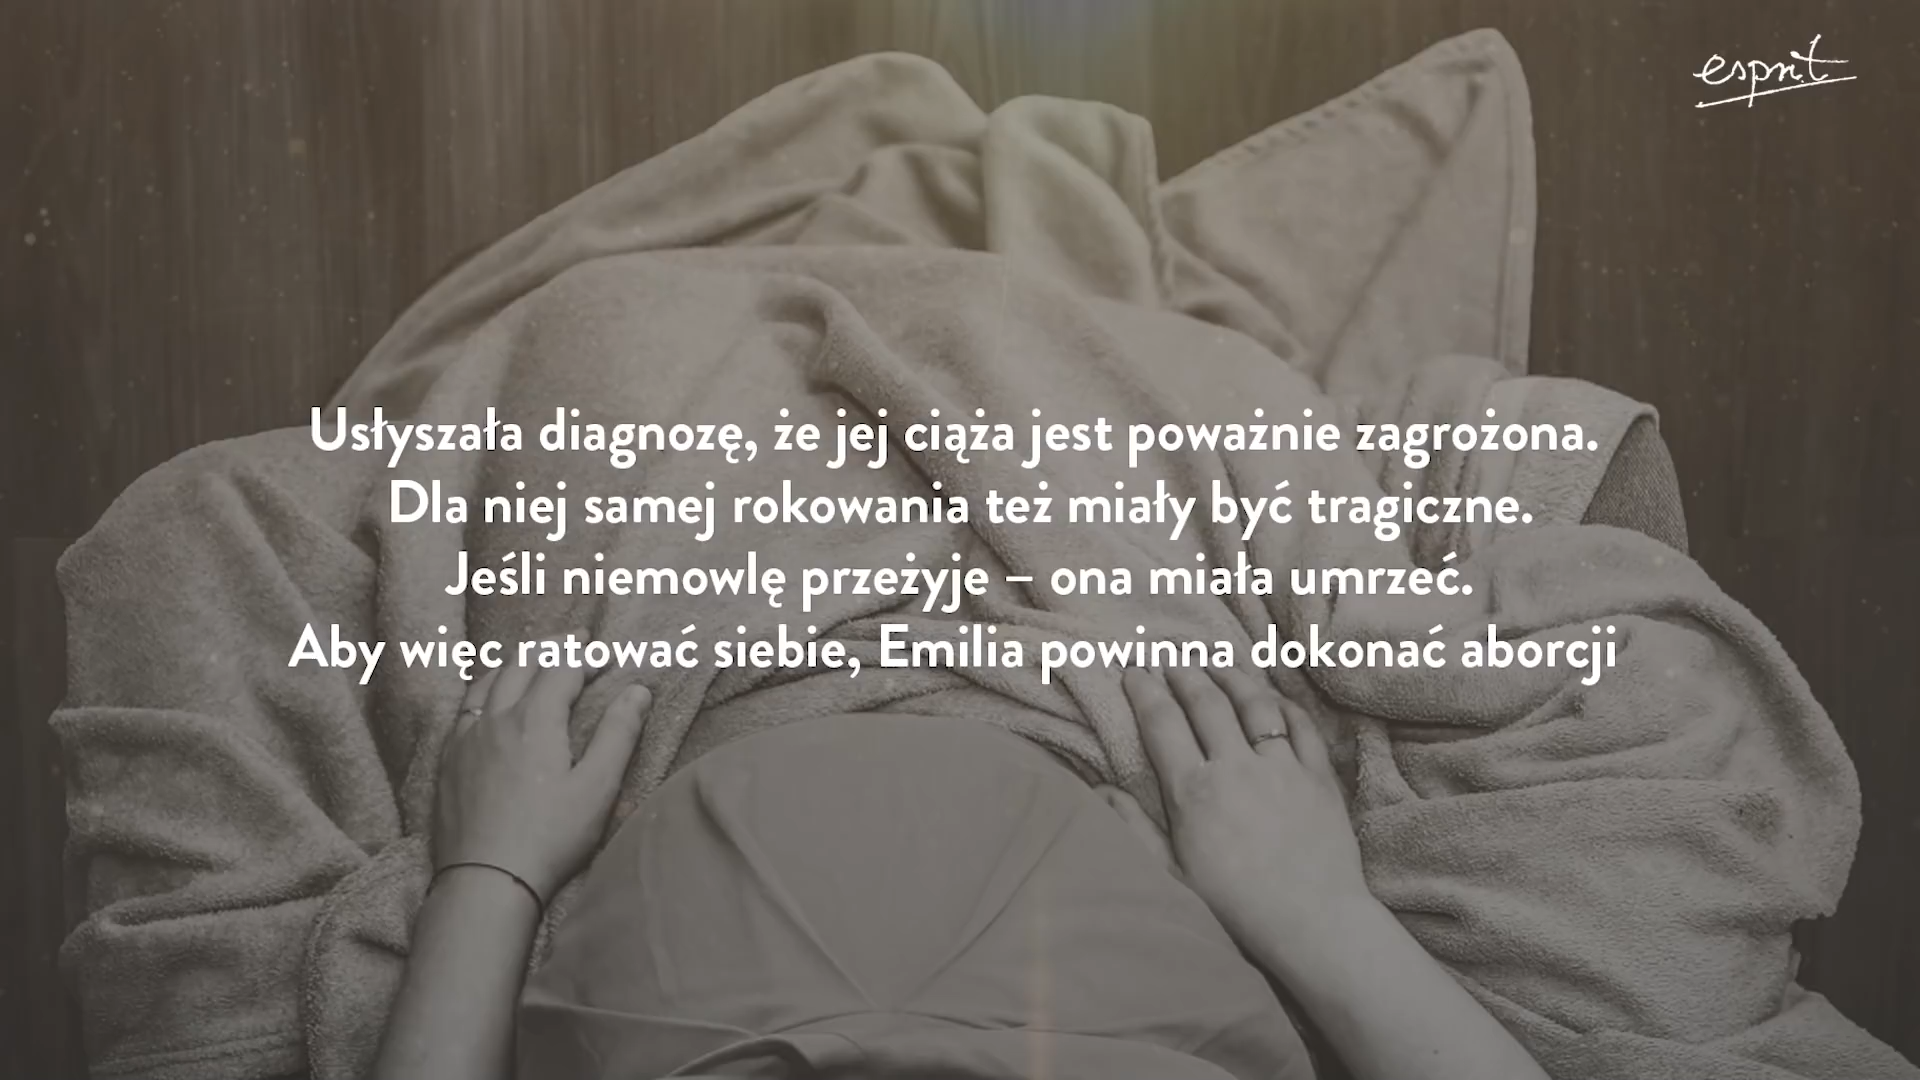 esprit
Usłyszała diagnozę, że jej ciąża jest poważnie zagrożona.
Dla niej samej rokowania też miały być tragiczne.
Jeśli niemowlę przeżyje – ona miała umrzeć.
Aby więc ratować siebie, Emilia powinna dokonać aborcji